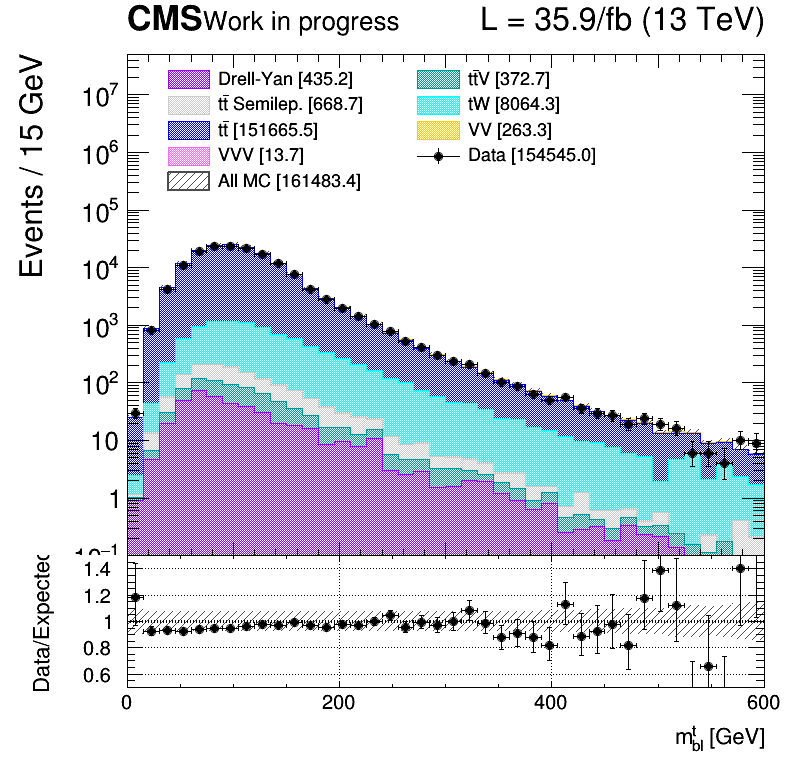 CMS Work in progress L = 35.9/fb (13 TeV)
Events / 15 GeV
Drell-Yan [435.2] tt̄V [372.7]
tt̄ Semilep. [668.7] tW [8064.3]
tt̄ [151665.5] VV [263.3]
VVV [13.7] Data [154545.0]
All MC [161483.4]
10⁷
10⁶
10⁵
10⁴
10³
10²
10
1
10⁻¹
Data/Expected
1.4
1.2
1
0.8
0.6
0 200 400 600
mᵗbl [GeV]